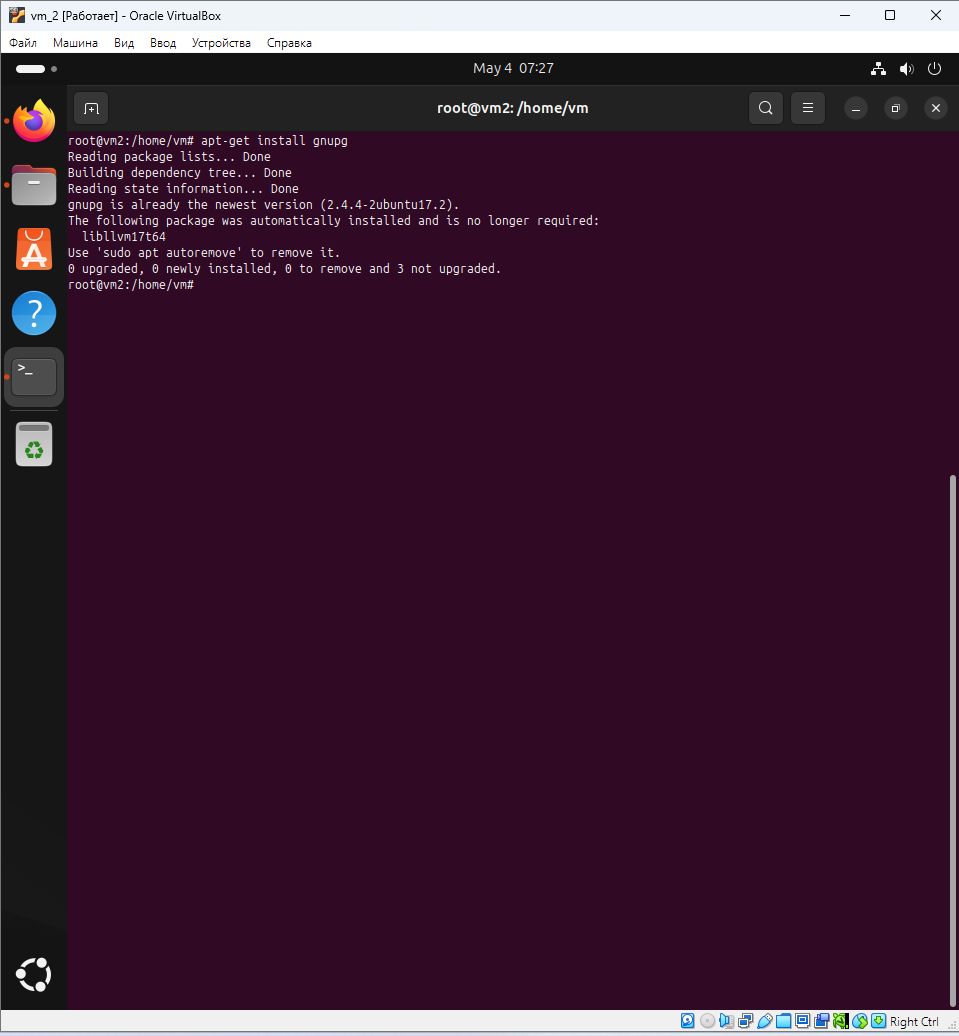 vm_2 [Работает] - Oracle VirtualBox
Файл Машина Вид Ввод Устройства Справка
May 4 07:27
root@vm2: /home/vm
root@vm2:/home/vm# apt-get install gnupg
Reading package lists... Done
Building dependency tree... Done
Reading state information... Done
gnupg is already the newest version (2.4.4-2ubuntu17.2).
The following package was automatically installed and is no longer required:
  libllvm17t64
Use 'sudo apt autoremove' to remove it.
0 upgraded, 0 newly installed, 0 to remove and 3 not upgraded.
root@vm2:/home/vm#
Right Ctrl